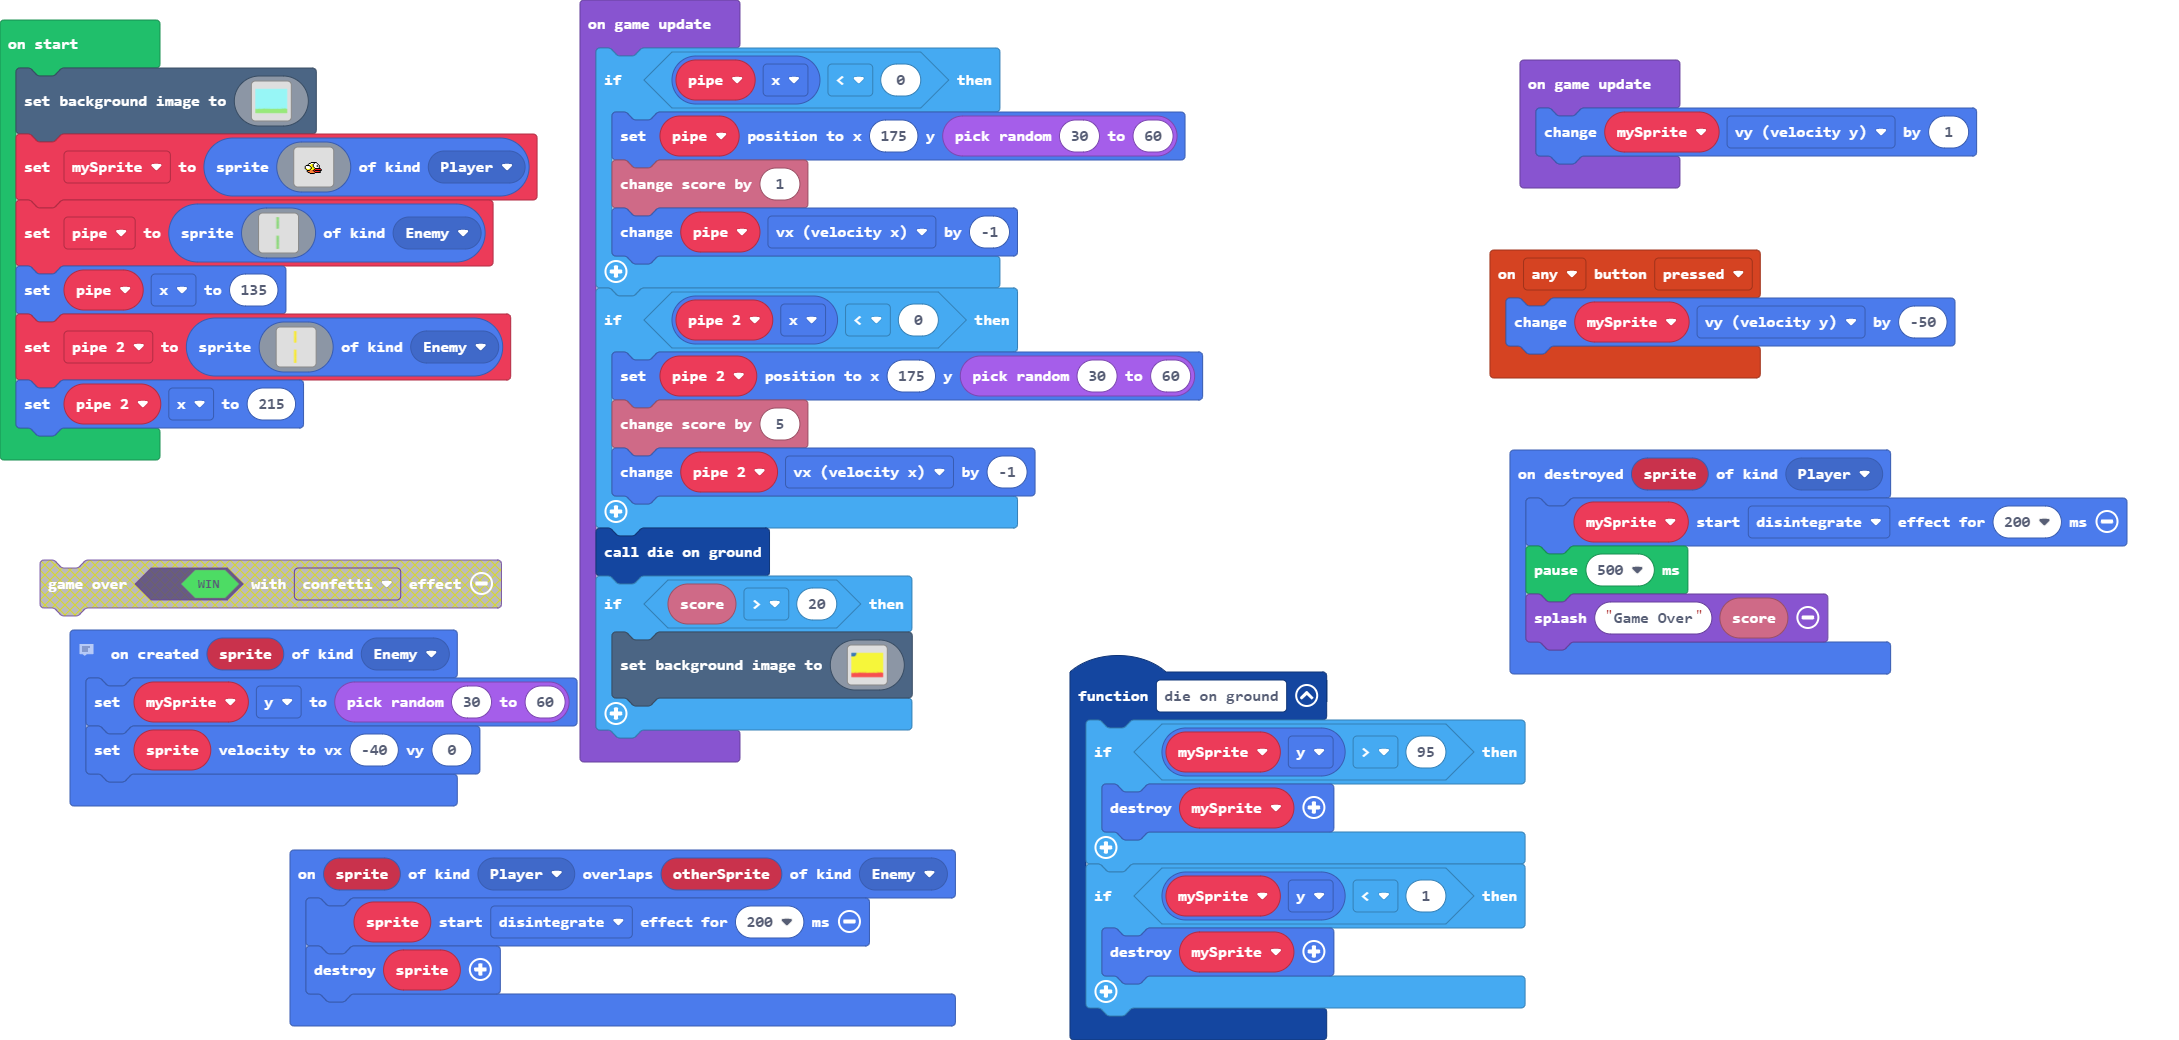 on start
set background image to
set mySprite to sprite of kind Player
set pipe to sprite of kind Enemy
set pipe x to 135
set pipe 2 to sprite of kind Enemy
set pipe 2 x to 215
on game update
if pipe x < 0 then
set pipe position to x 175 y pick random 30 to 60
change score by 1
change pipe vx (velocity x) by -1
if pipe 2 x < 0 then
set pipe 2 position to x 175 y pick random 30 to 60
change score by 5
change pipe 2 vx (velocity x) by -1
call die on ground
if score > 20 then
set background image to
on game update
change mySprite vy (velocity y) by 1
on any button pressed
change mySprite vy (velocity y) by -50
on destroyed sprite of kind Player
mySprite start disintegrate effect for 200 ms
pause 500 ms
splash "Game Over" score
game over WIN with confetti effect
on created sprite of kind Enemy
set mySprite y to pick random 30 to 60
set sprite velocity to vx -40 vy 0
on sprite of kind Player overlaps otherSprite of kind Enemy
sprite start disintegrate effect for 200 ms
destroy sprite
function die on ground
if mySprite y > 95 then
destroy mySprite
if mySprite y < 1 then
destroy mySprite